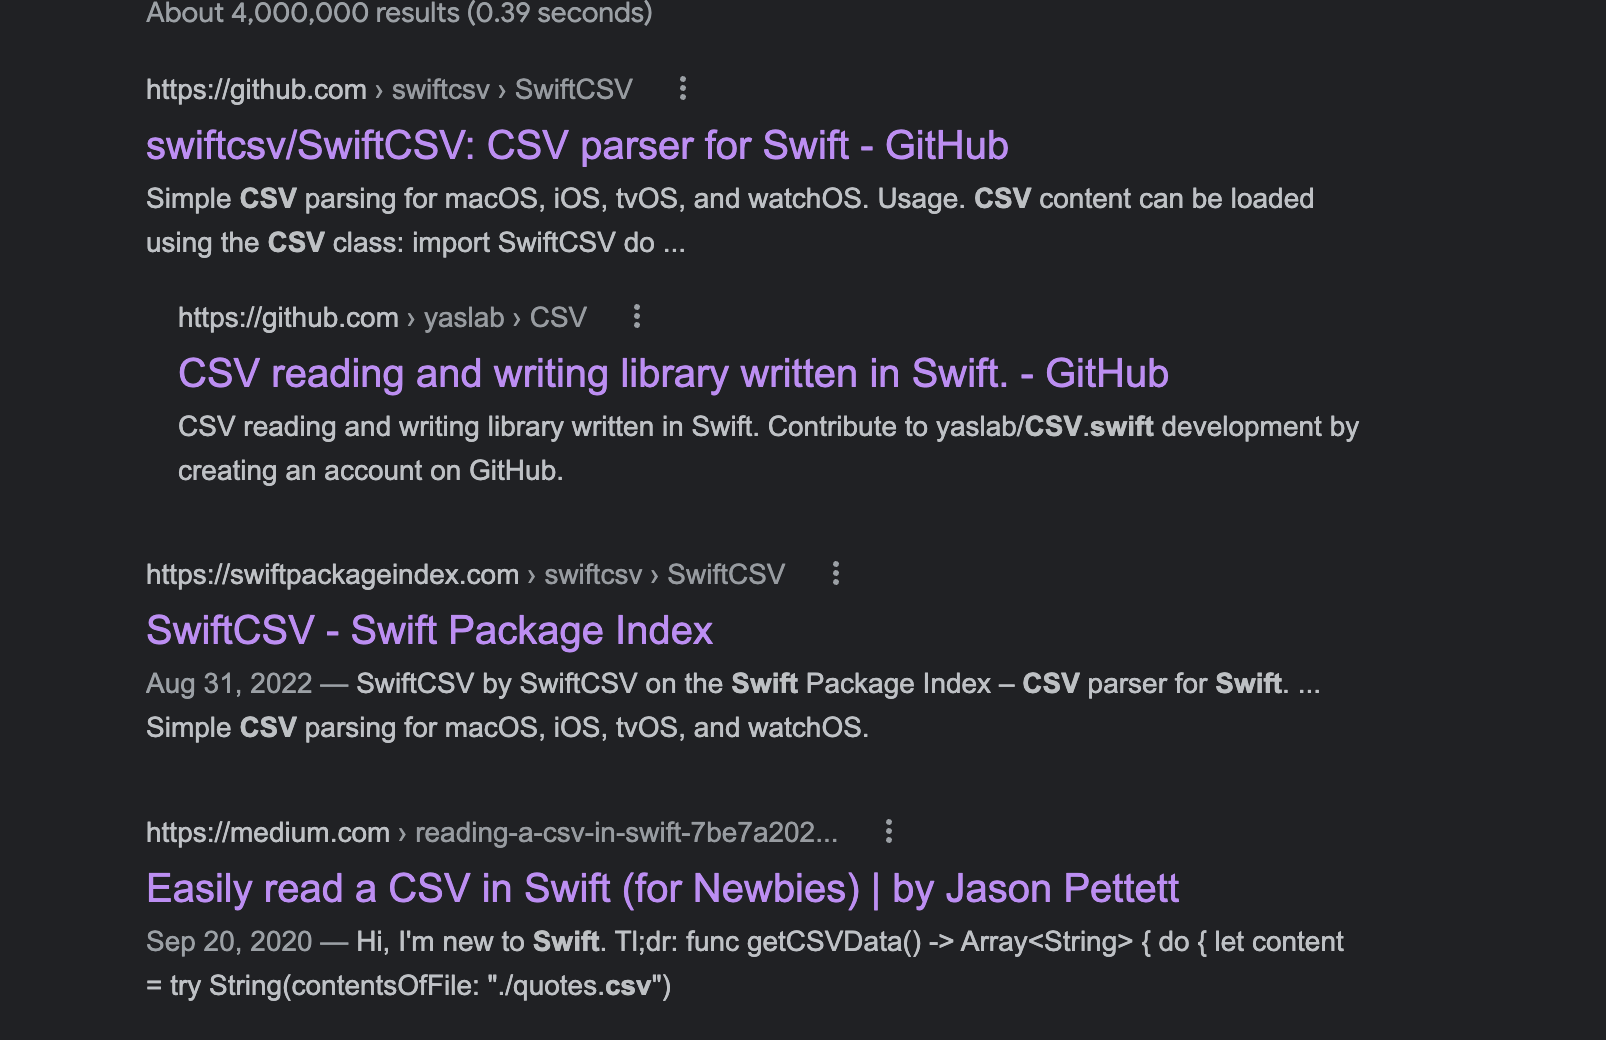 About 4,000,000 results (0.39 seconds)
https://github.com › swiftcsv › SwiftCSV
swiftcsv/SwiftCSV: CSV parser for Swift - GitHub
Simple CSV parsing for macOS, iOS, tvOS, and watchOS. Usage. CSV content can be loaded
using the CSV class: import SwiftCSV do ...
https://github.com › yaslab › CSV
CSV reading and writing library written in Swift. - GitHub
CSV reading and writing library written in Swift. Contribute to yaslab/CSV.swift development by
creating an account on GitHub.
https://swiftpackageindex.com › swiftcsv › SwiftCSV
SwiftCSV - Swift Package Index
Aug 31, 2022 — SwiftCSV by SwiftCSV on the Swift Package Index – CSV parser for Swift. ...
Simple CSV parsing for macOS, iOS, tvOS, and watchOS.
https://medium.com › reading-a-csv-in-swift-7be7a202...
Easily read a CSV in Swift (for Newbies) | by Jason Pettett
Sep 20, 2020 — Hi, I'm new to Swift. Tl;dr: func getCSVData() -> Array<String> { do { let content
= try String(contentsOfFile: "./quotes.csv")